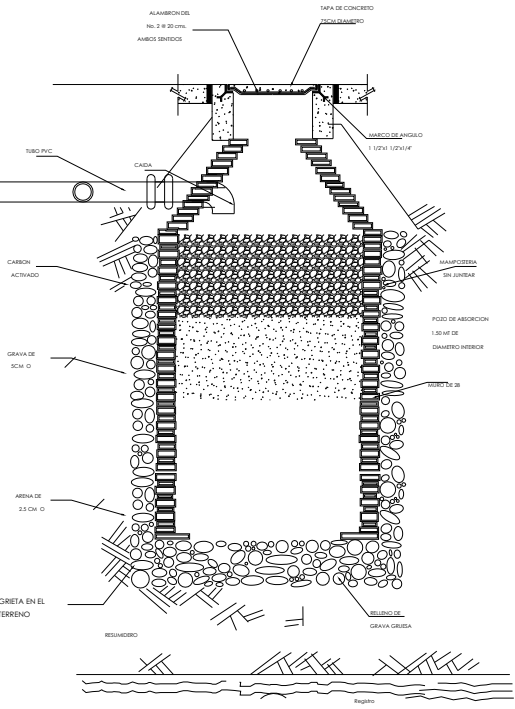 ALAMBRON DEL
No. 2 @ 20 cms.
AMBOS SENTIDOS
TAPA DE CONCRETO
75CM DIAMETRO
MARCO DE ANGULO
1 1/2"x1 1/2"x1/4"
TUBO PVC
CAIDA
CARBON
ACTIVADO
MAMPOSTERIA
SIN JUNTEAR
POZO DE ABSORCION
1.50 MT DE
DIAMETRO INTERIOR
GRAVA DE
5CM O
MURO DE 28
ARENA DE
2.5 CM O
GRIETA EN EL
TERRENO
RELLENO DE
GRAVA GRUESA
RESUMIDERO
Registro